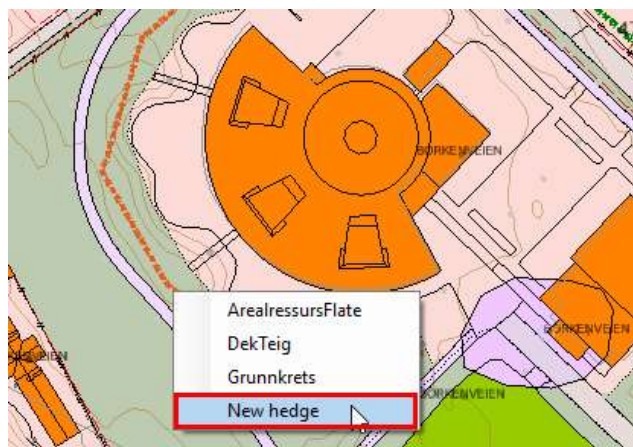 BORKENVEIEN
ArealressursFlate
DekTeig
Grunnkrets
New hedge
BORKENVEIEN
BORKENVEIEN